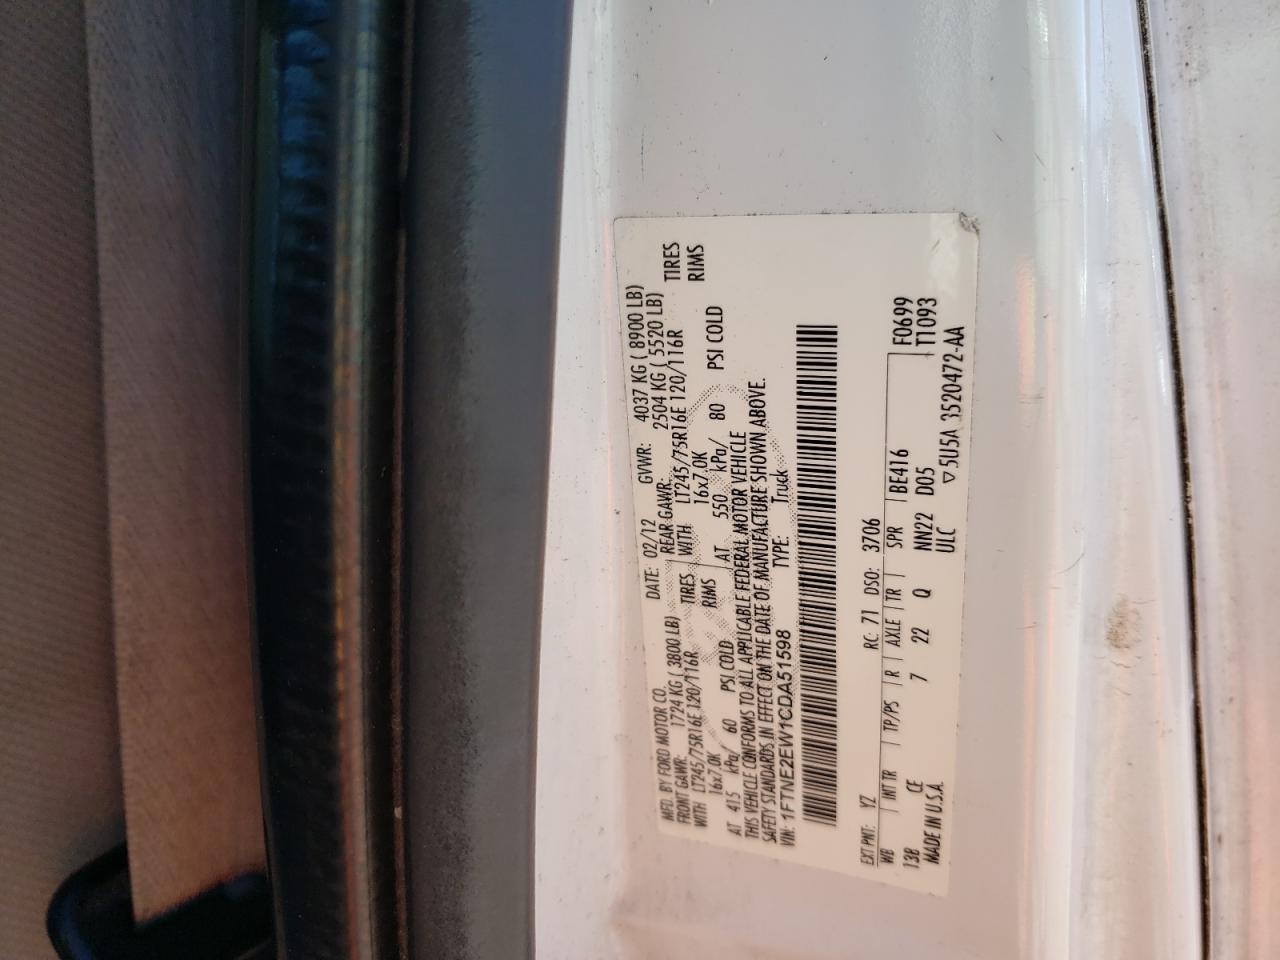 MFD. BY FORD MOTOR CO.
DATE: 02/12 GVWR: 4037 KG ( 8900 LB)
FRONT GAWR: 1724 KG ( 3800 LB) REAR GAWR: 2504 KG ( 5520 LB)
WITH LT245/75R16E 120/116R TIRES WITH LT245/75R16E 120/116R TIRES
16x7.0K RIMS 16x7.0K RIMS
AT 415 kPa/ 60 PSI COLD AT 550 kPa/ 80 PSI COLD
THIS VEHICLE CONFORMS TO ALL APPLICABLE FEDERAL MOTOR VEHICLE
SAFETY STANDARDS IN EFFECT ON THE DATE OF MANUFACTURE SHOWN ABOVE.
VIN: 1FTNE2EW1CDA51598 TYPE: Truck
EXT PNT: YZ RC: 71 DSO: 3706
WB INT TR TP/PS R AXLE TR SPR BE416 F0699
138 CE 7 22 Q NN22 D05 T1093
MADE IN U.S.A. ULC ▽5U5A 3520472-AA